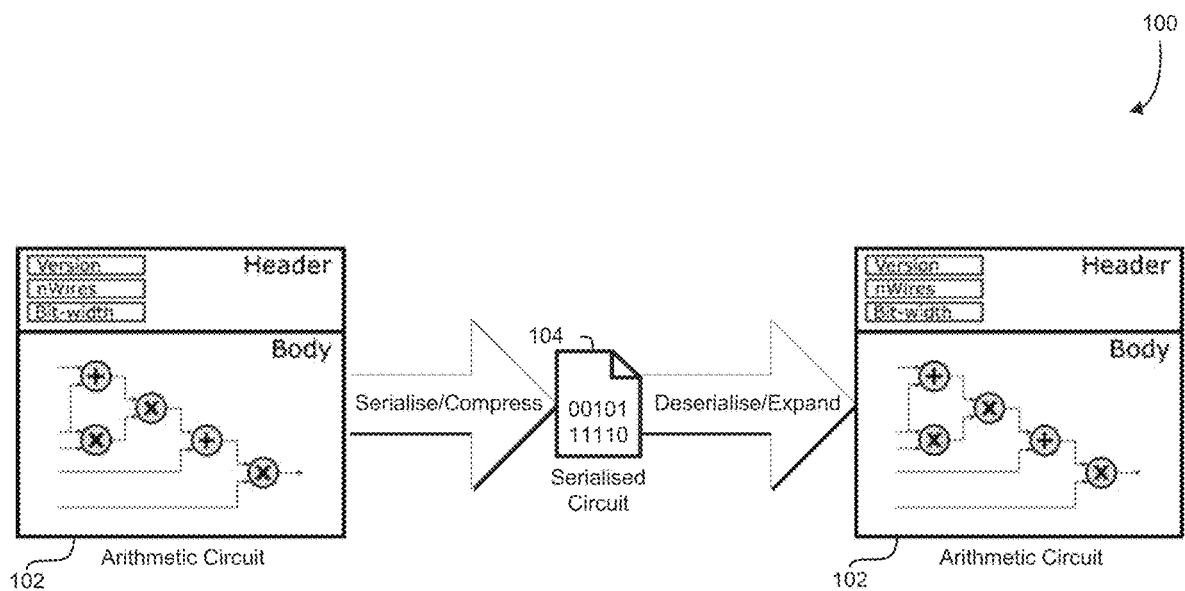 100
Version
nWires
Bit-width
Header
Body
+
×
×
+
×
Arithmetic Circuit
102
Serialise/Compress
104
00101
11110
Serialised
Circuit
Deserialise/Expand
Version
nWires
Bit-width
Header
Body
+
×
×
+
×
Arithmetic Circuit
102